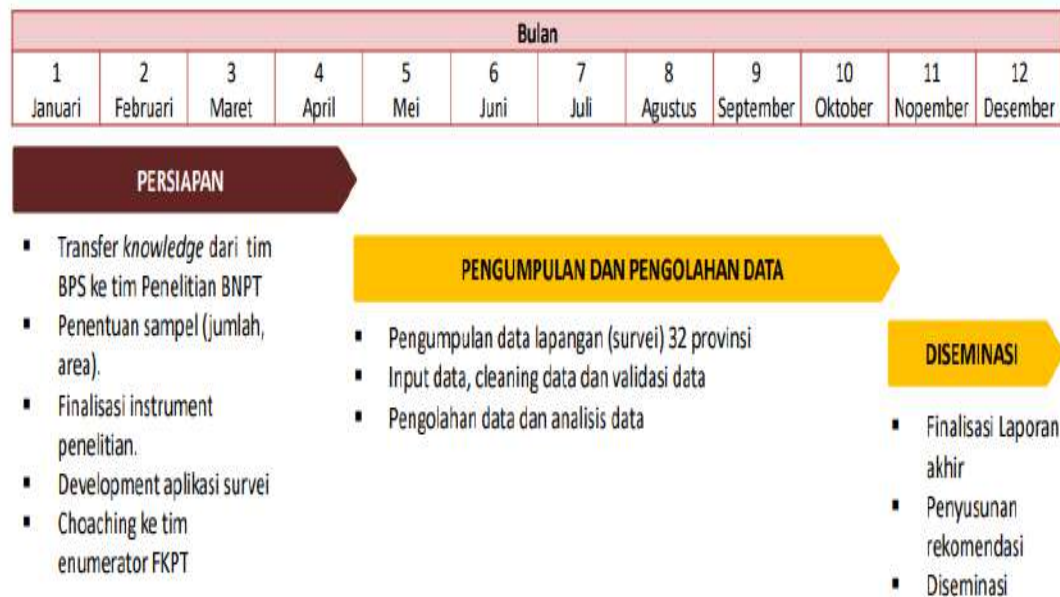 Bulan
1 2 3 4 5 6 7 8 9 10 11 12
Januari Februari Maret April Mei Juni Juli Agustus September Oktober Nopember Desember
PERSIAPAN
▪ Transfer knowledge dari tim
BPS ke tim Penelitian BNPT
▪ Penentuan sampel (jumlah,
area).
▪ Finalisasi instrument
penelitian.
▪ Development aplikasi survei
▪ Choaching ke tim
enumerator FKPT
PENGUMPULAN DAN PENGOLAHAN DATA
▪ Pengumpulan data lapangan (survei) 32 provinsi
▪ Input data, cleaning data dan validasi data
▪ Pengolahan data dan analisis data
DISEMINASI
▪ Finalisasi Laporan
akhir
▪ Penyusunan
rekomendasi
▪ Diseminasi